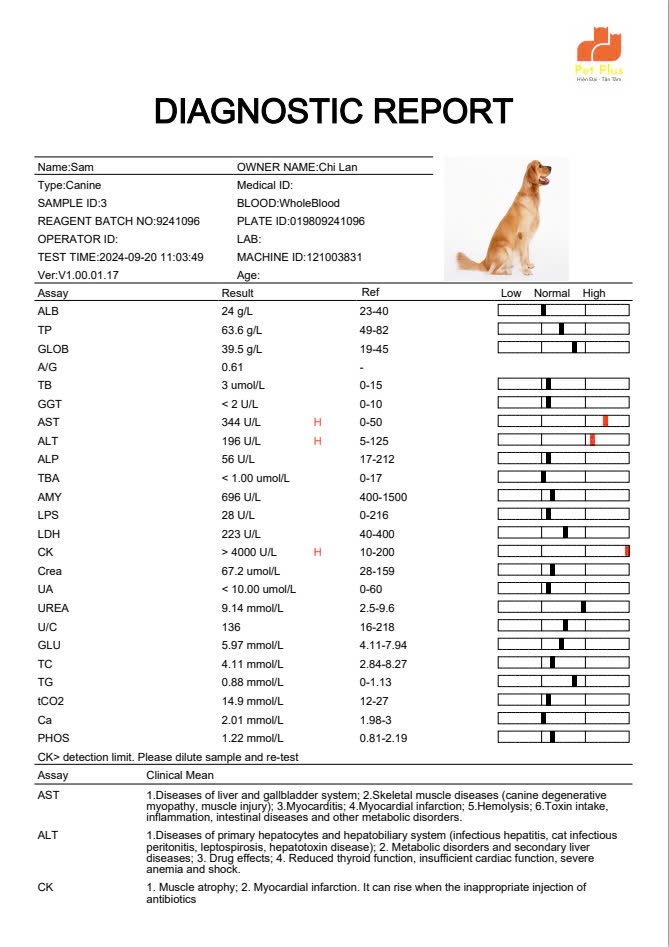 Pet Plus
Hiện Đại - Tận Tâm
DIAGNOSTIC REPORT
Name:Sam OWNER NAME:Chi Lan
Type:Canine Medical ID:
SAMPLE ID:3 BLOOD:WholeBlood
REAGENT BATCH NO:9241096 PLATE ID:019809241096
OPERATOR ID: LAB:
TEST TIME:2024-09-20 11:03:49 MACHINE ID:121003831
Ver:V1.00.01.17 Age:
Assay Result Ref Low Normal High
ALB 24 g/L 23-40
TP 63.6 g/L 49-82
GLOB 39.5 g/L 19-45
A/G 0.61 -
TB 3 umol/L 0-15
GGT < 2 U/L 0-10
AST 344 U/L H 0-50
ALT 196 U/L H 5-125
ALP 56 U/L 17-212
TBA < 1.00 umol/L 0-17
AMY 696 U/L 400-1500
LPS 28 U/L 0-216
LDH 223 U/L 40-400
CK > 4000 U/L H 10-200
Crea 67.2 umol/L 28-159
UA < 10.00 umol/L 0-60
UREA 9.14 mmol/L 2.5-9.6
U/C 136 16-218
GLU 5.97 mmol/L 4.11-7.94
TC 4.11 mmol/L 2.84-8.27
TG 0.88 mmol/L 0-1.13
tCO2 14.9 mmol/L 12-27
Ca 2.01 mmol/L 1.98-3
PHOS 1.22 mmol/L 0.81-2.19
CK> detection limit. Please dilute sample and re-test
Assay Clinical Mean
AST 1.Diseases of liver and gallbladder system; 2.Skeletal muscle diseases (canine degenerative
myopathy, muscle injury); 3.Myocarditis; 4.Myocardial infarction; 5.Hemolysis; 6.Toxin intake,
inflammation, intestinal diseases and other metabolic disorders.
ALT 1.Diseases of primary hepatocytes and hepatobiliary system (infectious hepatitis, cat infectious
peritonitis, leptospirosis, hepatotoxin disease); 2. Metabolic disorders and secondary liver
diseases; 3. Drug effects; 4. Reduced thyroid function, insufficient cardiac function, severe
anemia and shock.
CK 1. Muscle atrophy; 2. Myocardial infarction. It can rise when the inappropriate injection of
antibiotics